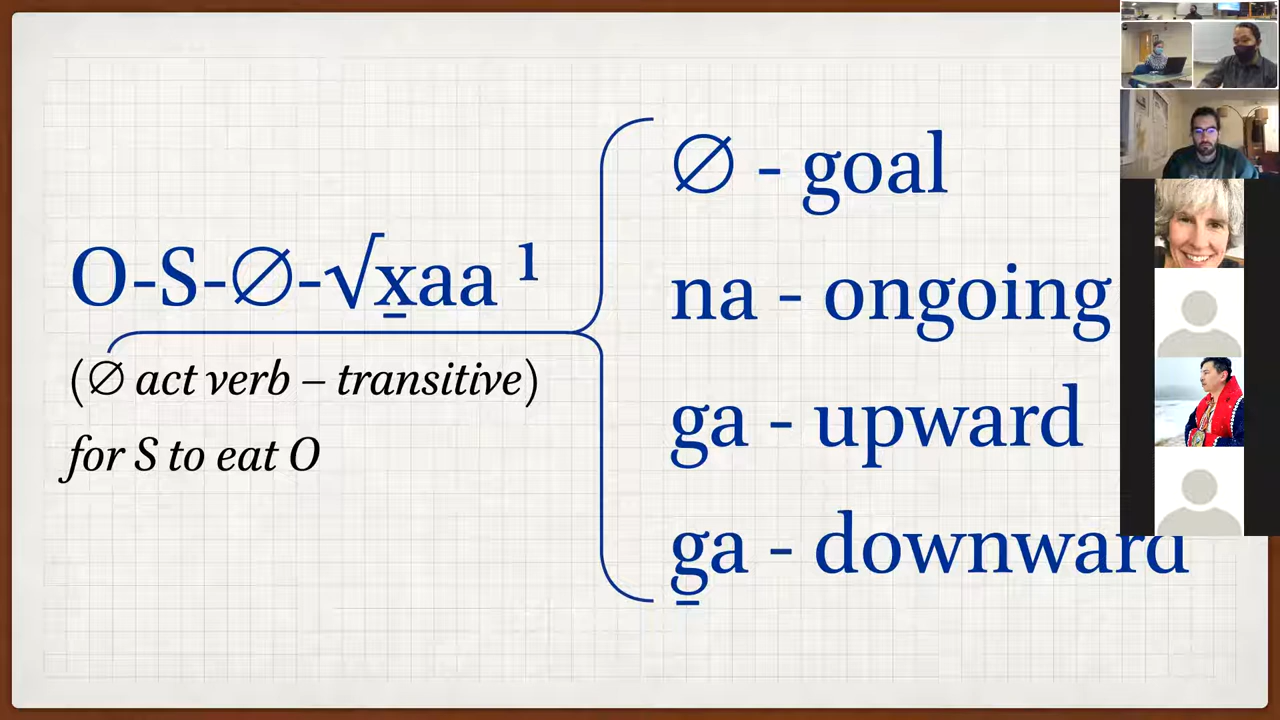 O-S-∅-√x̱aa ¹
(∅ act verb – transitive)
for S to eat O
∅ - goal
na - ongoing
ga - upward
g̱a - downward